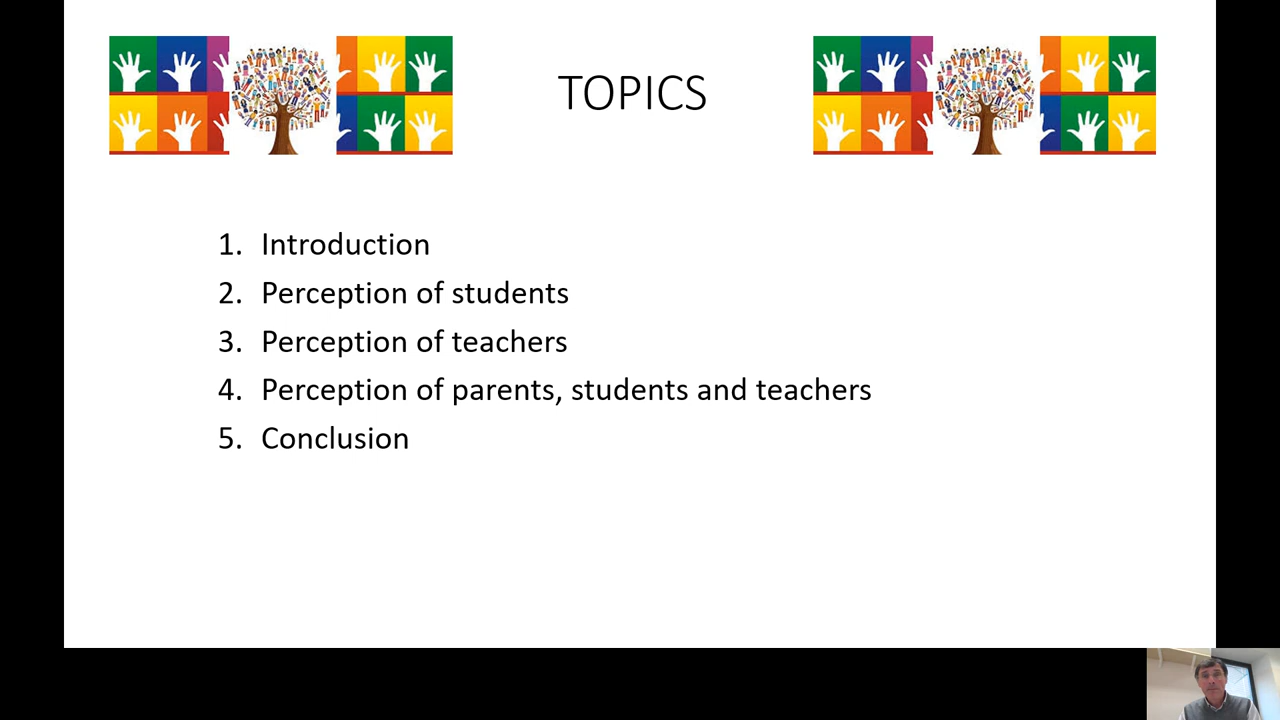 TOPICS
1. Introduction
2. Perception of students
3. Perception of teachers
4. Perception of parents, students and teachers
5. Conclusion